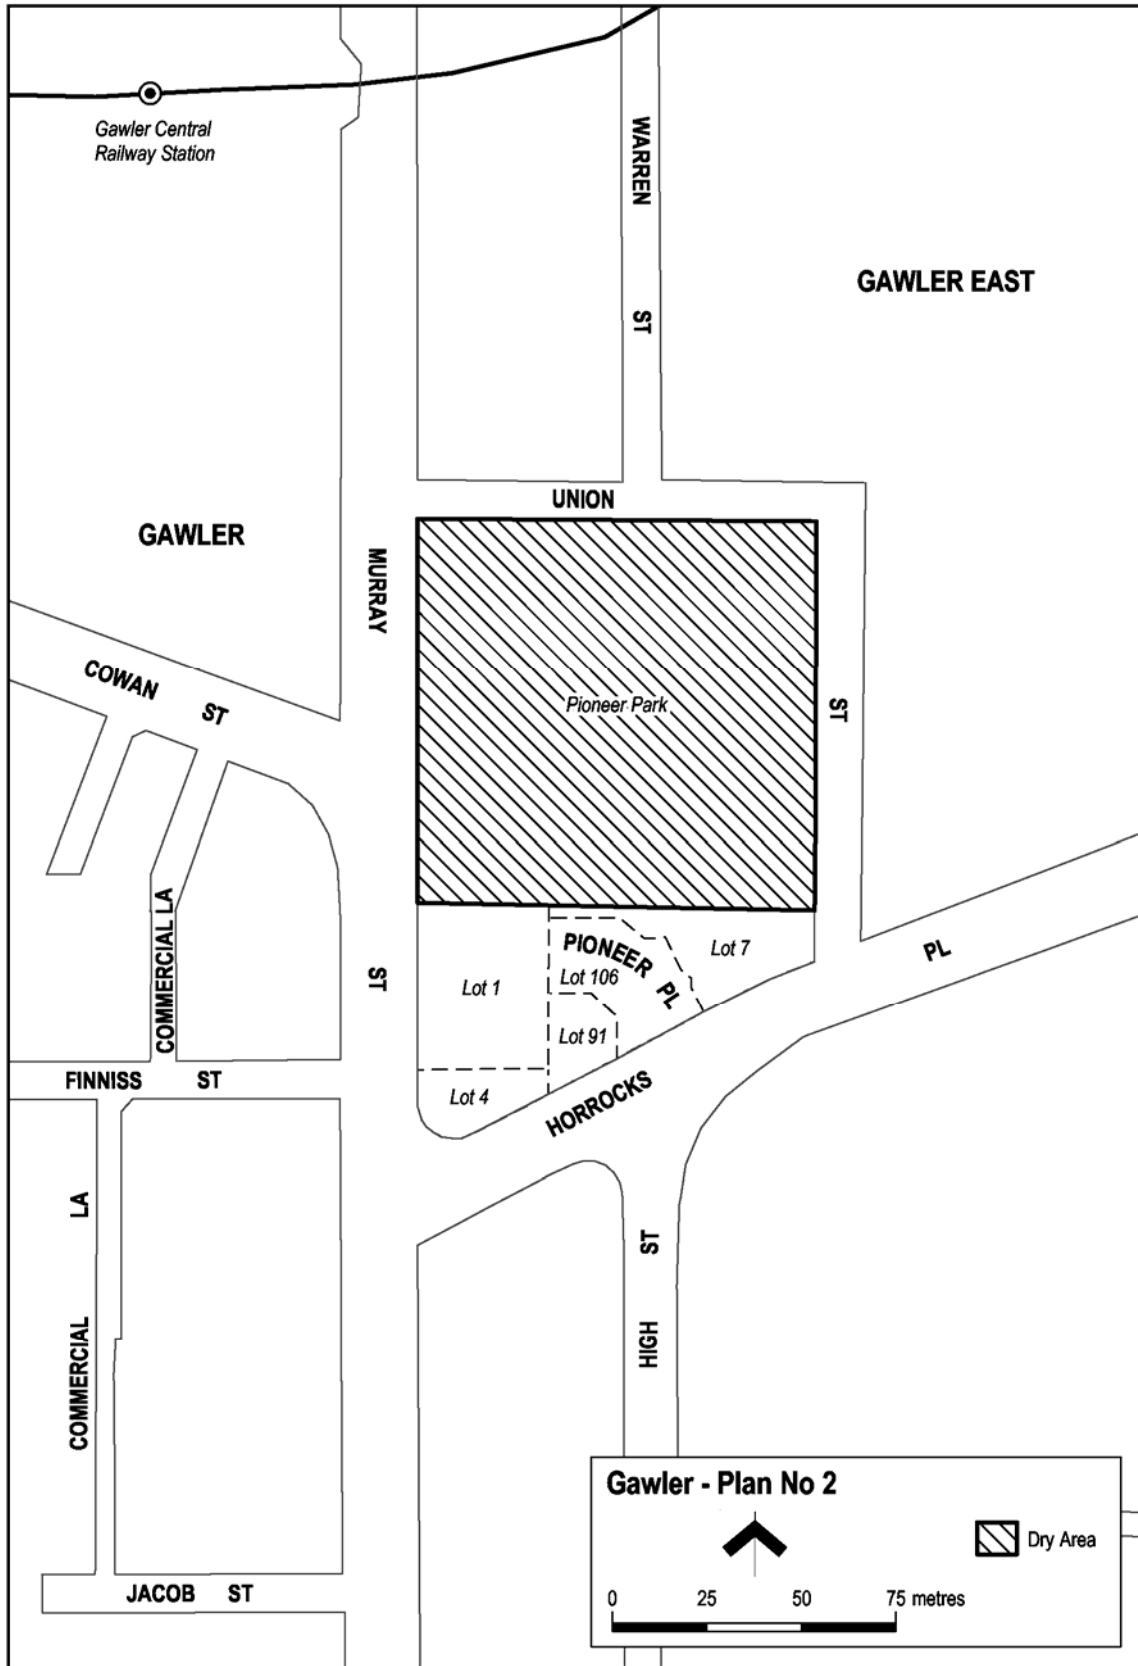 Gawler Central
Railway Station
WARREN
ST
GAWLER EAST
UNION
ST
GAWLER
MURRAY
ST
Pioneer Park
COWAN
ST
COMMERCIAL LA
PIONEER
PL
Lot 7
PL
Lot 1
Lot 106
Lot 91
Lot 4
HORROCKS
FINNISS ST
COMMERCIAL LA
HIGH ST
JACOB ST
Gawler - Plan No 2
Dry Area
0 25 50 75 metres